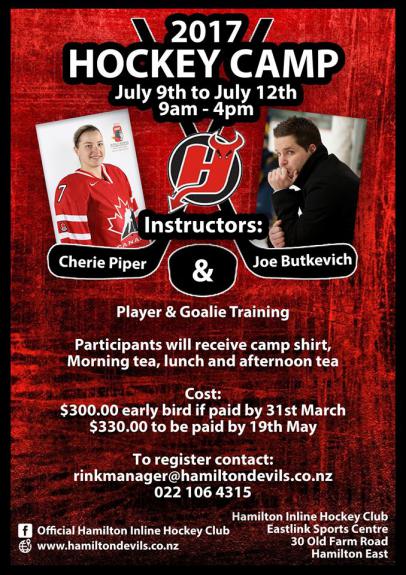 2017
HOCKEY CAMP
July 9th to July 12th
9am - 4pm
7
CANADA
H
Instructors:
Cherie Piper
&
Joe Butkevich
Player & Goalie Training
Participants will receive camp shirt,
Morning tea, lunch and afternoon tea
Cost:
$300.00 early bird if paid by 31st March
$330.00 to be paid by 19th May
To register contact:
rinkmanager@hamiltondevils.co.nz
022 106 4315
Official Hamilton Inline Hockey Club
www.hamiltondevils.co.nz
Hamilton Inline Hockey Club
Eastlink Sports Centre
30 Old Farm Road
Hamilton East